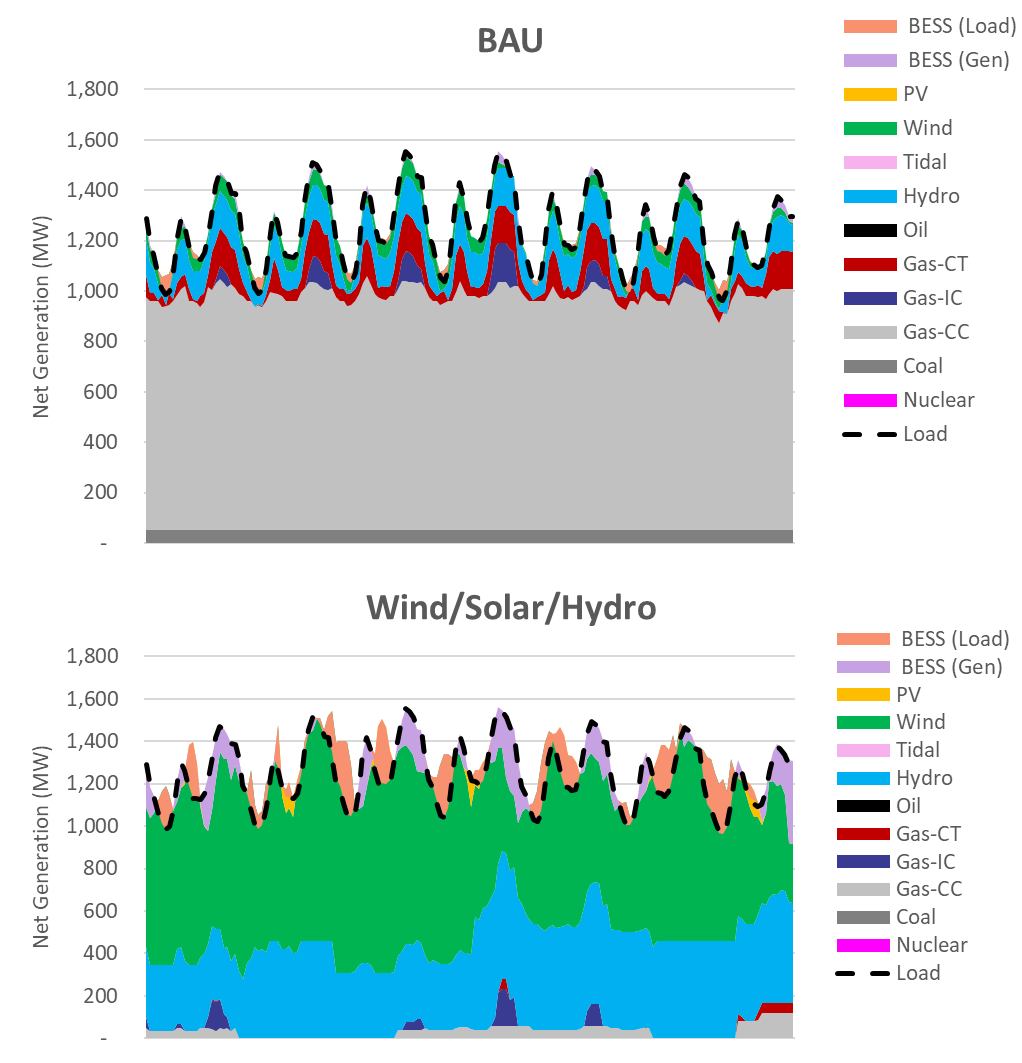 BAU
Net Generation (MW)
1,800
1,600
1,400
1,200
1,000
800
600
400
200
-
BESS (Load)
BESS (Gen)
PV
Wind
Tidal
Hydro
Oil
Gas-CT
Gas-IC
Gas-CC
Coal
Nuclear
Load
Wind/Solar/Hydro
Net Generation (MW)
1,800
1,600
1,400
1,200
1,000
800
600
400
200
-
BESS (Load)
BESS (Gen)
PV
Wind
Tidal
Hydro
Oil
Gas-CT
Gas-IC
Gas-CC
Coal
Nuclear
Load